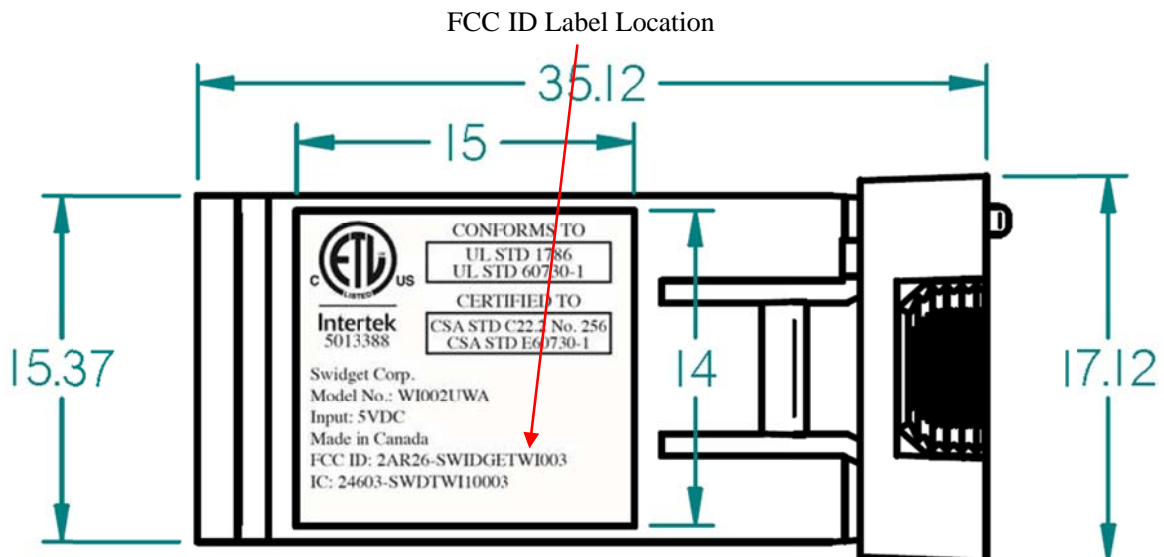 FCC ID Label Location
35.12
15
CONFORMS TO
UL STD 1786
UL STD 60730-1
ETL
C US
LISTED
CERTIFIED TO
Intertek
5013388
CSA STD C22.2 No. 256
CSA STD E60730-1
15.37
14
17.12
Swidget Corp.
Model No.: WI002UWA
Input: 5VDC
Made in Canada
FCC ID: 2AR26-SWIDGETWI003
IC: 24603-SWDTWI10003